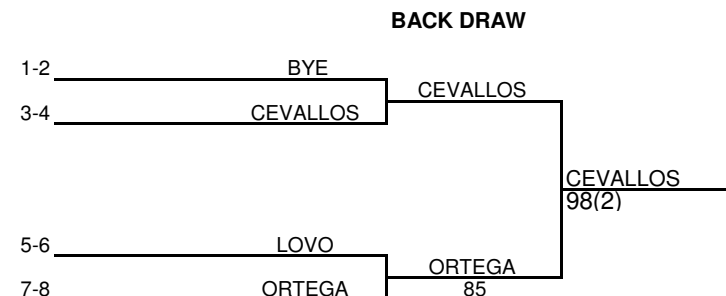 BACK DRAW
1-2 BYE
CEVALLOS
3-4 CEVALLOS
CEVALLOS
98(2)
5-6 LOVO
ORTEGA
7-8 ORTEGA 85